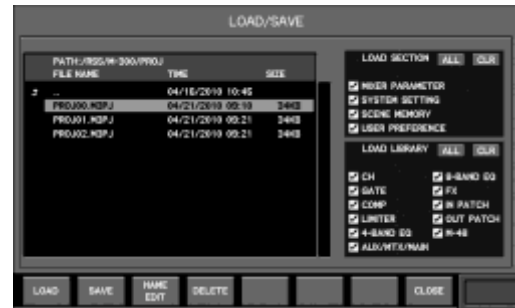 LOAD/SAVE
PATH:/RSS/M-300/PROJ
FILE NAME TIME SIZE
.. 04/16/2010 10:45
PROJ00.M3PJ 04/21/2010 09:10 34KB
PROJ01.M3PJ 04/21/2010 09:21 34KB
PROJ02.M3PJ 04/21/2010 09:21 34KB
LOAD SECTION ALL CLR
MIXER PARAMETER
SYSTEM SETTING
SCENE MEMORY
USER PREFERENCE
LOAD LIBRARY ALL CLR
CH 8-BAND EQ
GATE FX
COMP IN PATCH
LIMITER OUT PATCH
4-BAND EQ M-48
AUX/MTX/MAIN
LOAD SAVE NAME EDIT DELETE CLOSE